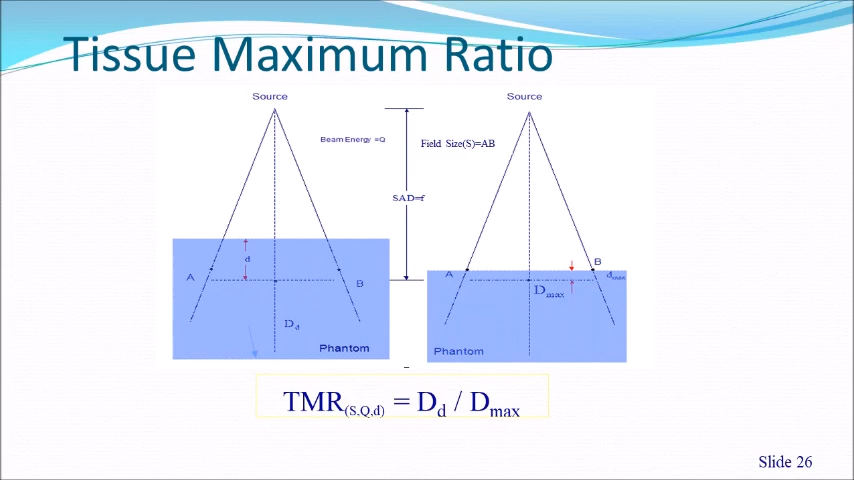 Tissue Maximum Ratio
Source
Source
Beam Energy =Q
Field Size(S)=AB
SAD=f
d
A
B
A
B
dmax
Dmax
Dd
Phantom
Phantom
TMR(S,Q,d) = Dd / Dmax
Slide 26